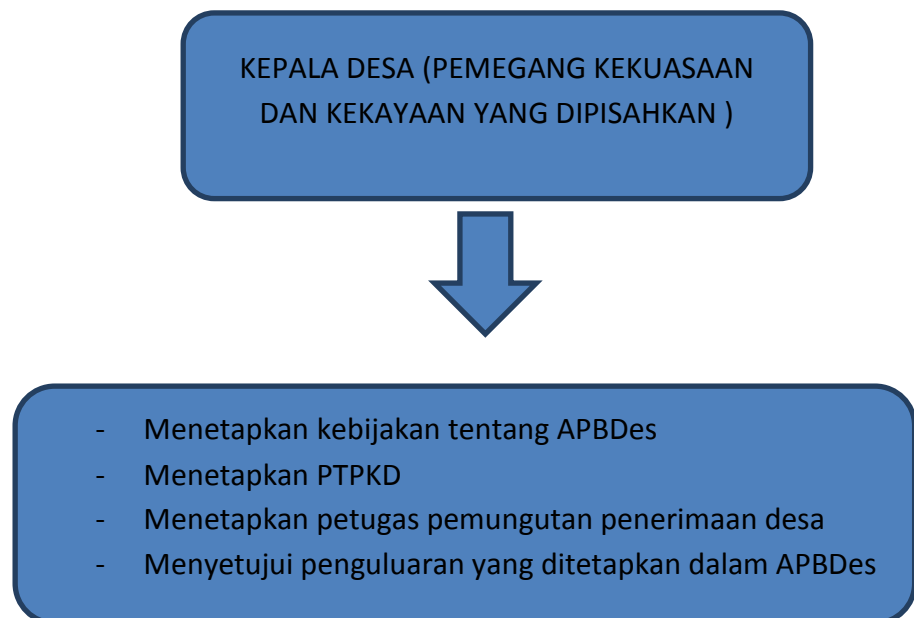 KEPALA DESA (PEMEGANG KEKUASAAN
DAN KEKAYAAN YANG DIPISAHKAN )
- Menetapkan kebijakan tentang APBDes
- Menetapkan PTPKD
- Menetapkan petugas pemungutan penerimaan desa
- Menyetujui penguluaran yang ditetapkan dalam APBDes